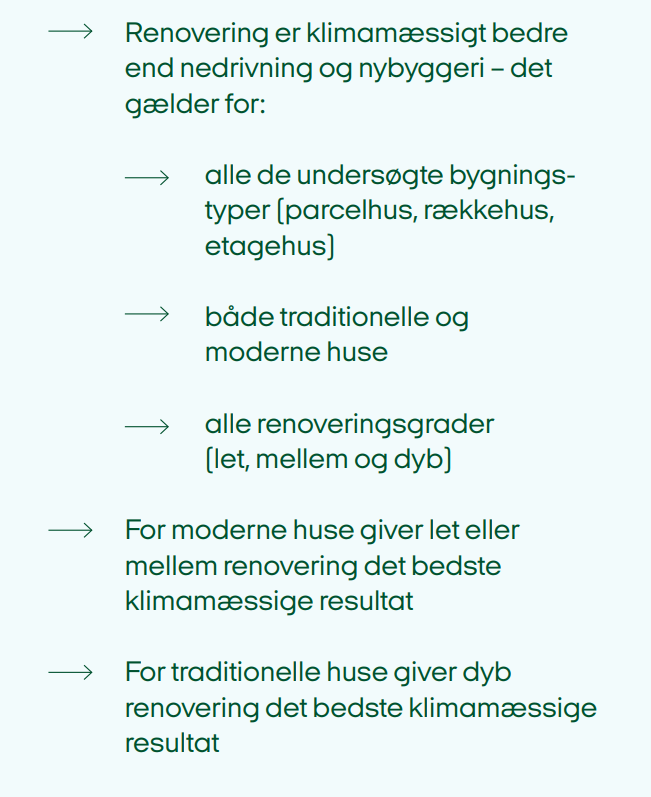 Renovering er klimamæssigt bedre
end nedrivning og nybyggeri – det
gælder for:
alle de undersøgte bygnings-
typer (parcelhus, rækkehus,
etagehus)
både traditionelle og
moderne huse
alle renoveringsgrader
(let, mellem og dyb)
For moderne huse giver let eller
mellem renovering det bedste
klimamæssige resultat
For traditionelle huse giver dyb
renovering det bedste klimamæssige
resultat